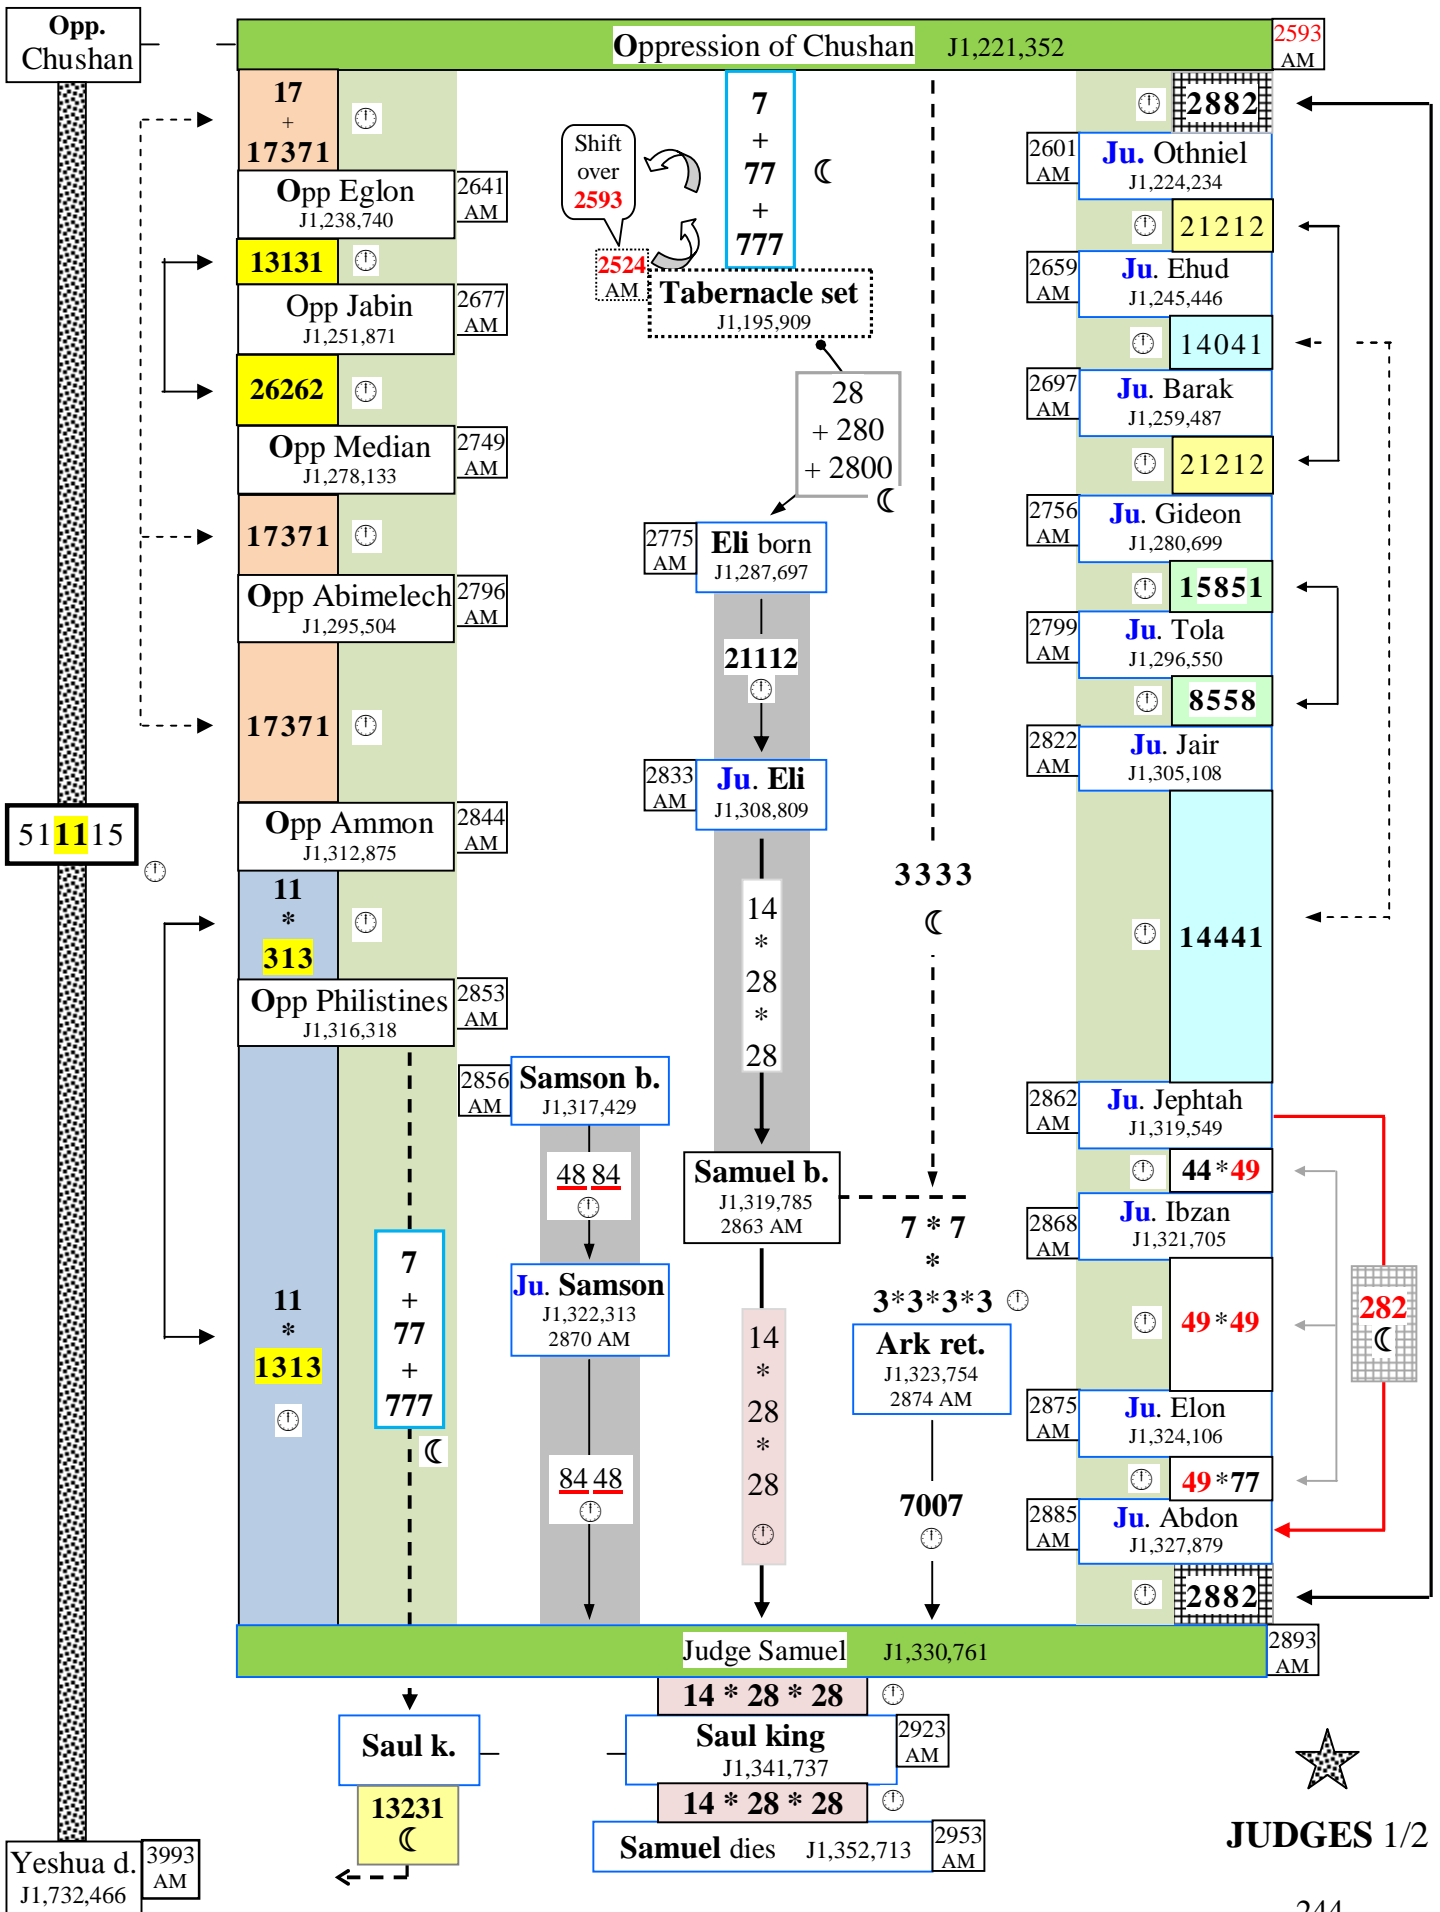 Opp.
Chushan
Oppression of Chushan J1,221,352
2593
AM
17
+
17371
Opp Eglon
J1,238,740
2641
AM
13131
Opp Jabin
J1,251,871
2677
AM
26262
Opp Median
J1,278,133
2749
AM
17371
Opp Abimelech
J1,295,504
2796
AM
17371
Opp Ammon
J1,312,875
2844
AM
511115
11
*
313
Opp Philistines
J1,316,318
2853
AM
11
*
1313
7
+
77
+
777
Shift
over
2593
2524
AM
7
+
77
+
777
Tabernacle set
J1,195,909
28
+ 280
+ 2800
2775
AM
Eli born
J1,287,697
21112
2833
AM
Ju. Eli
J1,308,809
14
*
28
*
28
2856
AM
Samson b.
J1,317,429
48 84
Ju. Samson
J1,322,313
2870 AM
84 48
Samuel b.
J1,319,785
2863 AM
14
*
28
*
28
3333
7 * 7
*
3*3*3*3
Ark ret.
J1,323,754
2874 AM
7007
2882
2601
AM
Ju. Othniel
J1,224,234
21212
2659
AM
Ju. Ehud
J1,245,446
14041
2697
AM
Ju. Barak
J1,259,487
21212
2756
AM
Ju. Gideon
J1,280,699
15851
2799
AM
Ju. Tola
J1,296,550
8558
2822
AM
Ju. Jair
J1,305,108
14441
2862
AM
Ju. Jephtah
J1,319,549
44*49
2868
AM
Ju. Ibzan
J1,321,705
49*49
282
2875
AM
Ju. Elon
J1,324,106
49*77
2885
AM
Ju. Abdon
J1,327,879
2882
Judge Samuel J1,330,761
2893
AM
14 * 28 * 28
Saul k.
Saul king
J1,341,737
2923
AM
13231
14 * 28 * 28
Samuel dies J1,352,713
2953
AM
Yeshua d.
J1,732,466
3993
AM
JUDGES 1/2
244